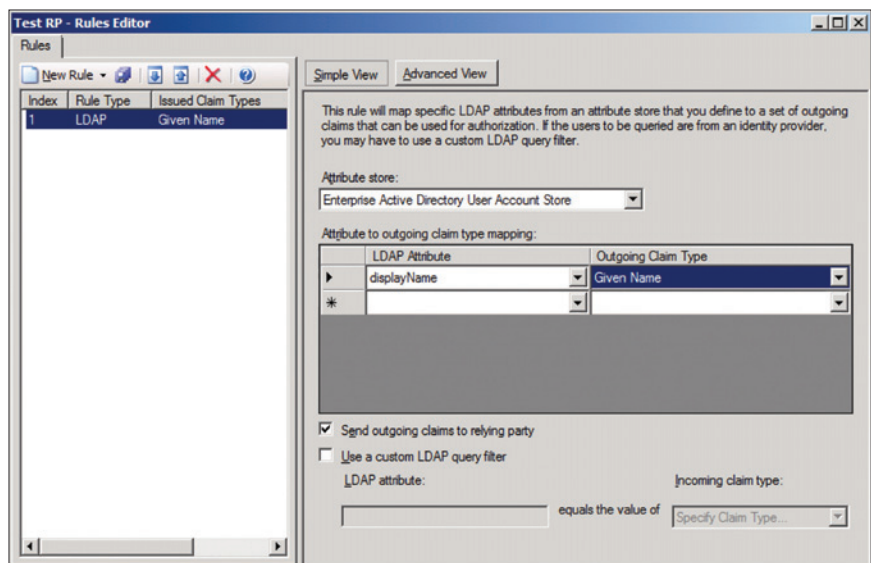 Test RP - Rules Editor
Rules
New Rule
Index Rule Type Issued Claim Types
1 LDAP Given Name
Simple View Advanced View
This rule will map specific LDAP attributes from an attribute store that you define to a set of outgoing
claims that can be used for authorization. If the users to be queried are from an identity provider,
you may have to use a custom LDAP query filter.
Attribute store:
Enterprise Active Directory User Account Store
Attribute to outgoing claim type mapping:
LDAP Attribute Outgoing Claim Type
displayName Given Name
Send outgoing claims to relying party
Use a custom LDAP query filter
LDAP attribute: Incoming claim type:
equals the value of Specify Claim Type...